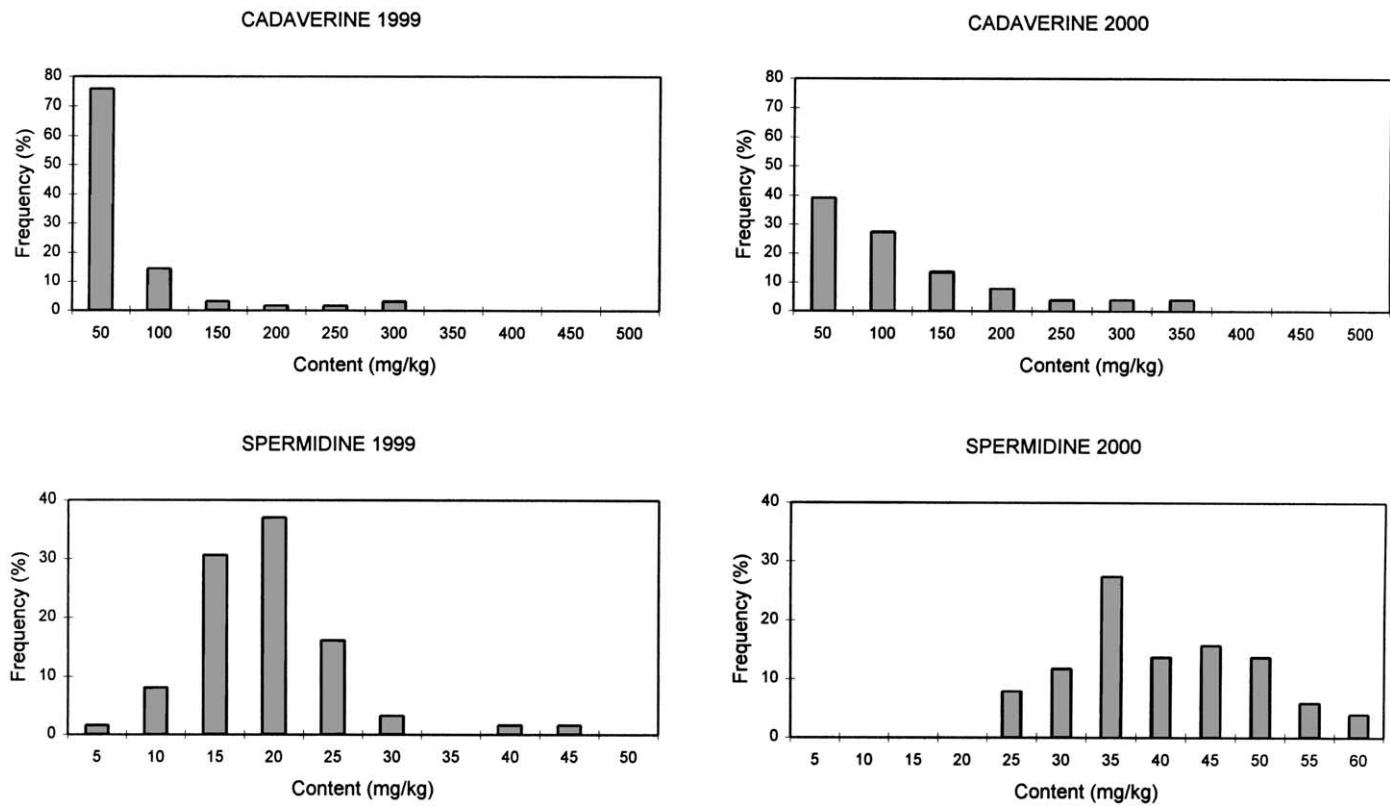 CADAVERINE 1999
80
70
60
50
40
30
20
10
0
Frequency (%)
50 100 150 200 250 300 350 400 450 500
Content (mg/kg)
CADAVERINE 2000
80
70
60
50
40
30
20
10
0
Frequency (%)
50 100 150 200 250 300 350 400 450 500
Content (mg/kg)
SPERMIDINE 1999
40
30
20
10
0
Frequency (%)
5 10 15 20 25 30 35 40 45 50
Content (mg/kg)
SPERMIDINE 2000
40
30
20
10
0
Frequency (%)
5 10 15 20 25 30 35 40 45 50 55 60
Content (mg/kg)